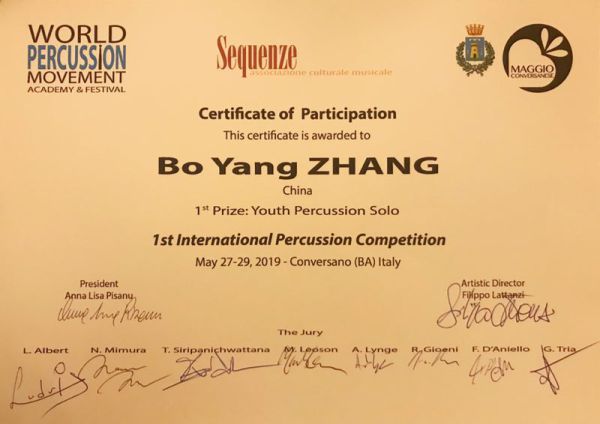 WORLD
PERCUSSION
MOVEMENT
ACADEMY & FESTIVAL
Sequenze
associazione culturale musicale
MAGGIO
CONVERSANESE
Certificate of Participation
This certificate is awarded to
Bo Yang ZHANG
China
1st Prize: Youth Percussion Solo
1st International Percussion Competition
May 27-29, 2019 - Conversano (BA) Italy
President
Anna Lisa Pisanu
Artistic Director
Filippo Lattanzi
The Jury
L. Albert N. Mimura T. Siripanichwattana M. Leoson A. Lynge R. Gioeni F. D'Aniello G. Tria